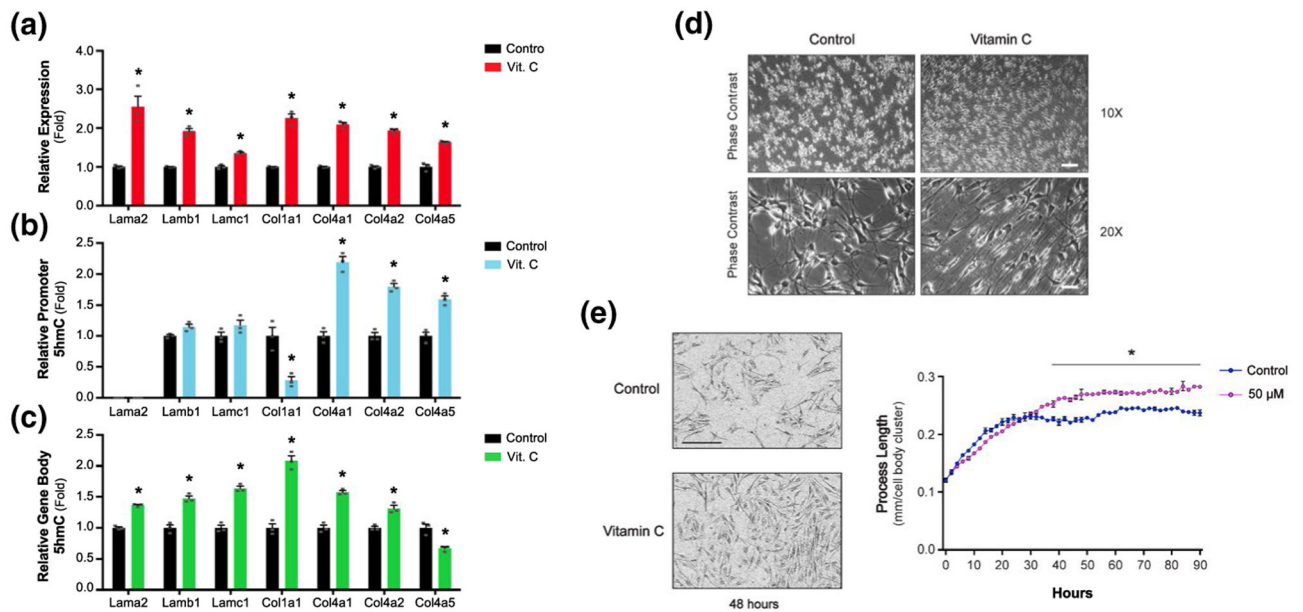 (a)
4.0
3.0
2.0
1.0
0.0
Relative Expression
(Fold)
Contro
Vit. C
*
*
*
*
*
*
*
Lama2 Lamb1 Lamc1 Col1a1 Col4a1 Col4a2 Col4a5
(b)
2.5
2.0
1.5
1.0
0.5
0.0
Relative Promoter
5hmC (Fold)
Control
Vit. C
*
*
*
*
Lama2 Lamb1 Lamc1 Col1a1 Col4a1 Col4a2 Col4a5
(c)
2.5
2.0
1.5
1.0
0.5
0.0
Relative Gene Body
5hmC (Fold)
Control
Vit. C
*
*
*
*
*
*
*
Lama2 Lamb1 Lamc1 Col1a1 Col4a1 Col4a2 Col4a5
(d)
Control Vitamin C
Phase Contrast
10X
Phase Contrast
20X
(e)
Control
Vitamin C
48 hours
*
Control
50 µM
0.3
0.2
0.1
0.0
Process Length
(mm/cell body cluster)
0 10 20 30 40 50 60 70 80 90
Hours